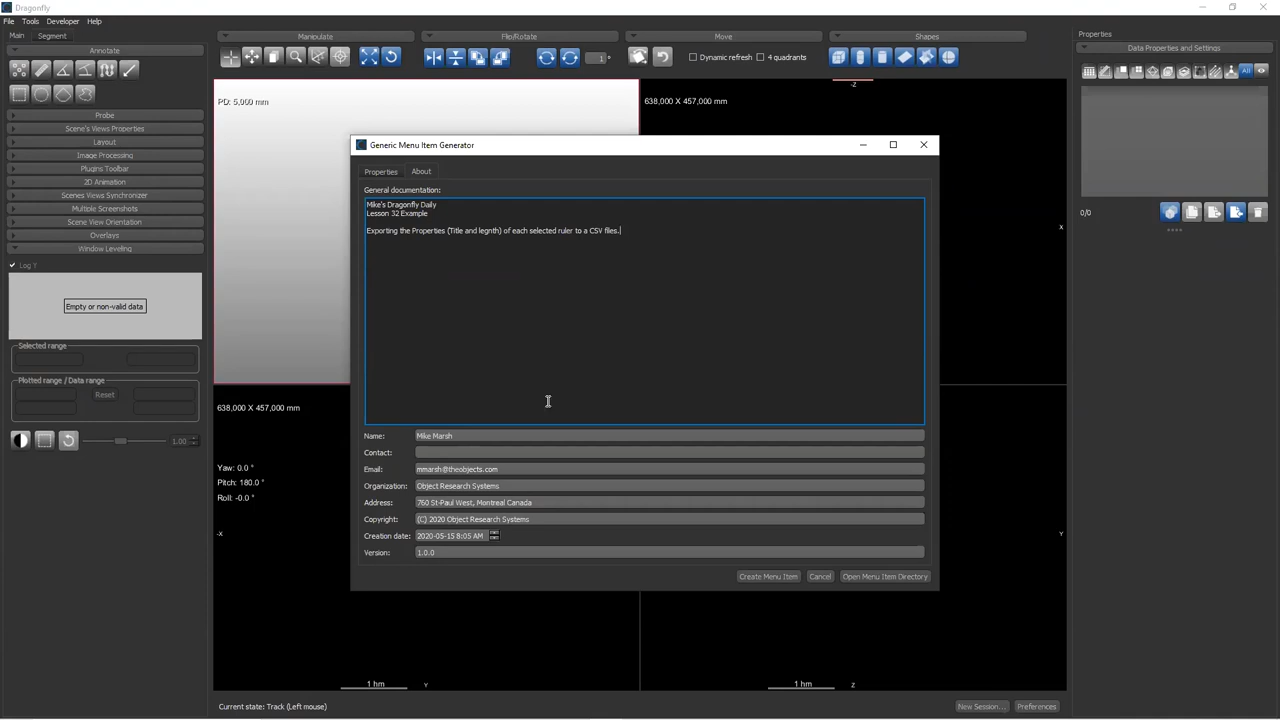 Dragonfly
File Tools Developer Help
Main Segment
Annotate
Probe
Scene's Views Properties
Layout
Image Processing
Plugins Toolbar
2D Animation
Scenes Views Synchronizer
Overlays
Multiple Screenshots
Scene View Orientation
Window Leveling
Log Y
Empty or non-valid data
Selected range
Plotted range / Data range
Reset
1.00
Manipulate
Flip/Rotate
1 °
Move
Dynamic refresh
4 quadrants
Shapes
Properties
Data Properties and Settings
All
0/0
PD: 5,000 mm
638,000 X 457,000 mm
-Z
X
638,000 X 457,000 mm
Yaw: 0.0 °
Pitch: 180.0 °
Roll: -0.0 °
-X
Y
1 hm
Y
1 hm
Z
Generic Menu Item Generator
Properties About
General documentation:
Mike's Dragonfly Daily
Lesson 32 Example
Exporting the Properties (Title and legnth) of each selected ruler to a CSV files.
Name: Mike Marsh
Contact:
Email: mmarsh@theobjects.com
Organization: Object Research Systems
Address: 760 St-Paul West, Montreal Canada
Copyright: (C) 2020 Object Research Systems
Creation date: 2020-05-15 8:05 AM
Version: 1.0.0
Create Menu Item Cancel Open Menu Item Directory
Current state: Track (Left mouse)
New Session... Preferences